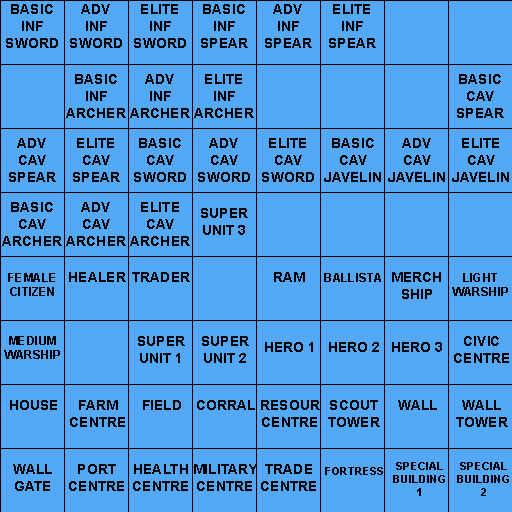 BASIC INF SWORD
ADV INF SWORD
ELITE INF SWORD
BASIC INF SPEAR
ADV INF SPEAR
ELITE INF SPEAR
BASIC INF ARCHER
ADV INF ARCHER
ELITE INF ARCHER
BASIC CAV SPEAR
ADV CAV SPEAR
ELITE CAV SPEAR
BASIC CAV SWORD
ADV CAV SWORD
ELITE CAV SWORD
BASIC CAV JAVELIN
ADV CAV JAVELIN
ELITE CAV JAVELIN
BASIC CAV ARCHER
ADV CAV ARCHER
ELITE CAV ARCHER
SUPER UNIT 3
FEMALE CITIZEN
HEALER
TRADER
RAM
BALLISTA
MERCH SHIP
LIGHT WARSHIP
MEDIUM WARSHIP
SUPER UNIT 1
SUPER UNIT 2
HERO 1
HERO 2
HERO 3
CIVIC CENTRE
HOUSE
FARM CENTRE
FIELD
CORRAL
RESOUR CENTRE
SCOUT TOWER
WALL
WALL TOWER
WALL GATE
PORT CENTRE
HEALTH CENTRE
MILITARY CENTRE
TRADE CENTRE
FORTRESS
SPECIAL BUILDING 1
SPECIAL BUILDING 2